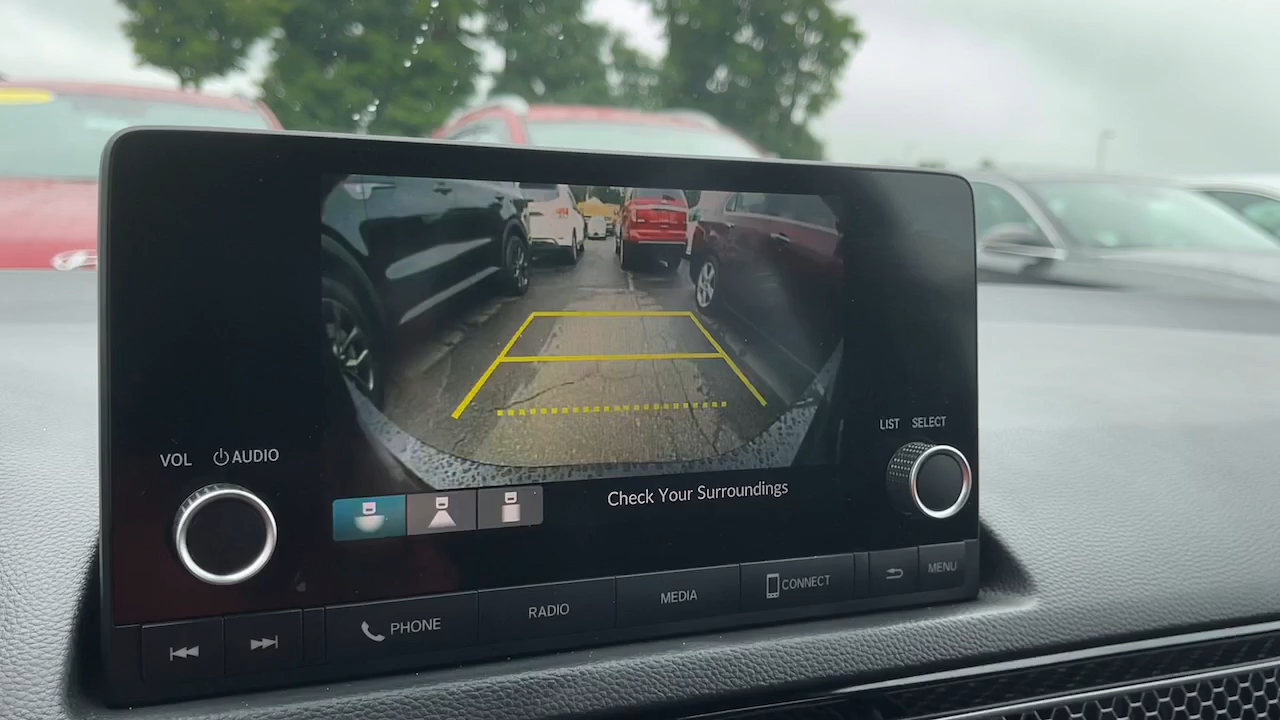 VOL AUDIO
LIST SELECT
Check Your Surroundings
PHONE
RADIO
MEDIA
CONNECT
MENU